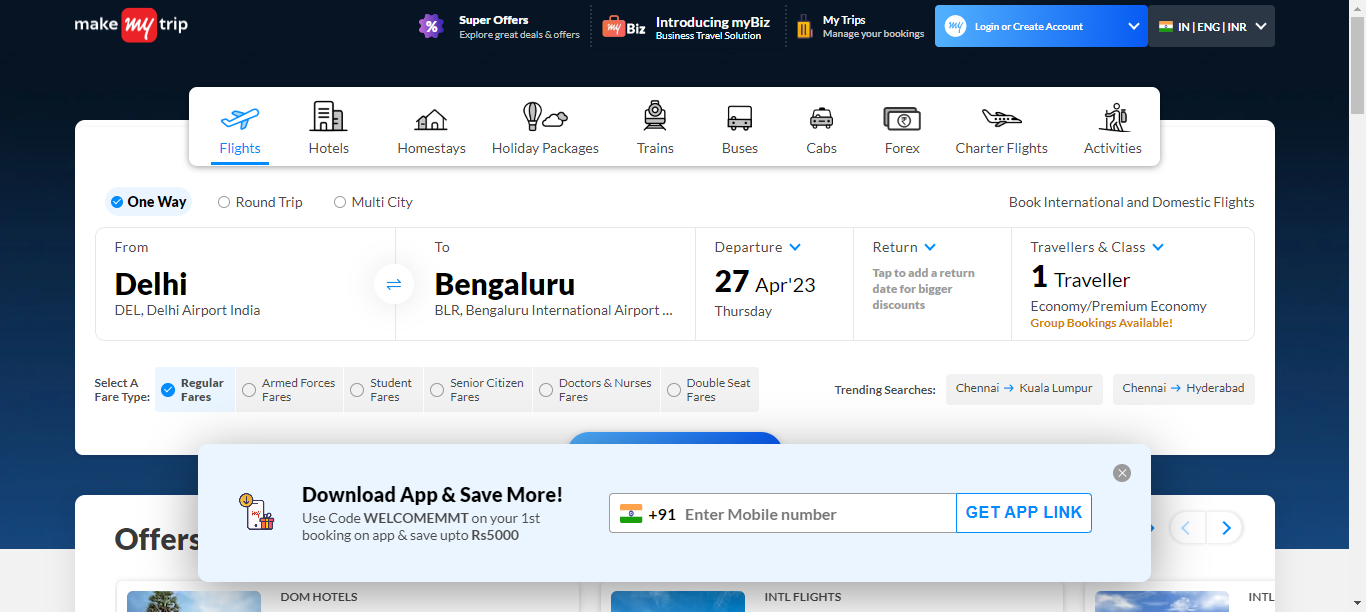 make my trip
%
Super Offers
Explore great deals & offers
my Biz
Introducing myBiz
Business Travel Solution
My Trips
Manage your bookings
my
Login or Create Account
IN | ENG | INR
Flights
Hotels
Homestays
Holiday Packages
Trains
Buses
Cabs
₹
Forex
Charter Flights
Activities
One Way
Round Trip
Multi City
Book International and Domestic Flights
From
Delhi
DEL, Delhi Airport India
To
Bengaluru
BLR, Bengaluru International Airport ...
Departure
27 Apr'23
Thursday
Return
Tap to add a return
date for bigger
discounts
Travellers & Class
1 Traveller
Economy/Premium Economy
Group Bookings Available!
Select A
Fare Type:
Regular
Fares
Armed Forces
Fares
Student
Fares
Senior Citizen
Fares
Doctors & Nurses
Fares
Double Seat
Fares
Trending Searches:
Chennai → Kuala Lumpur
Chennai → Hyderabad
Download App & Save More!
Use Code WELCOMEMMT on your 1st
booking on app & save upto Rs5000
my
+91 Enter Mobile number
GET APP LINK
Offers
DOM HOTELS
INTL FLIGHTS
INTL